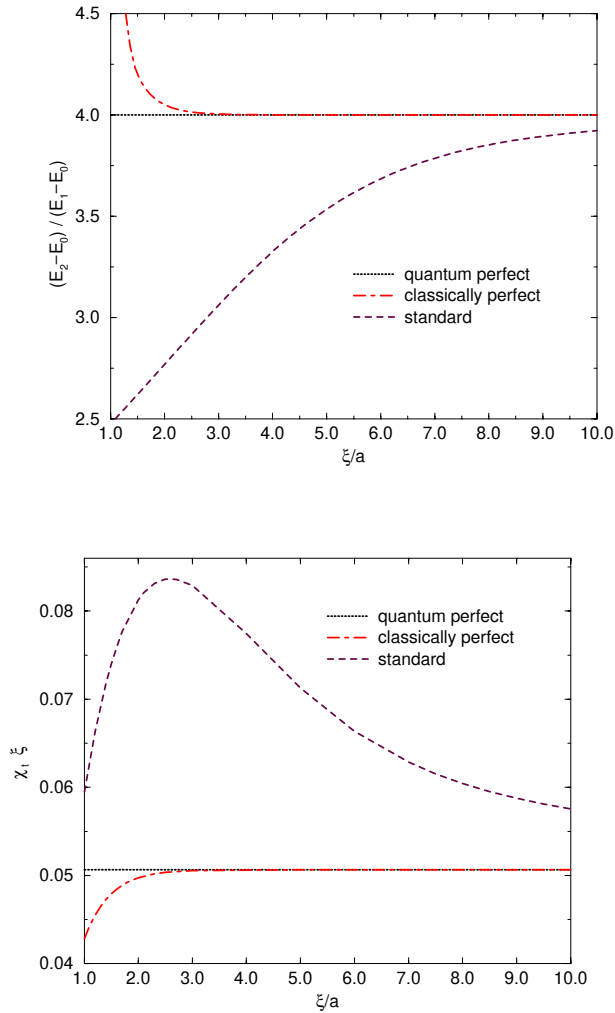 4.5
4.0
3.5
3.0
2.5
(E₂−E₀) / (E₁−E₀)
quantum perfect
classically perfect
standard
1.0 2.0 3.0 4.0 5.0 6.0 7.0 8.0 9.0 10.0
ξ/a
0.08
0.07
0.06
0.05
0.04
χₜ ξ
quantum perfect
classically perfect
standard
1.0 2.0 3.0 4.0 5.0 6.0 7.0 8.0 9.0 10.0
ξ/a